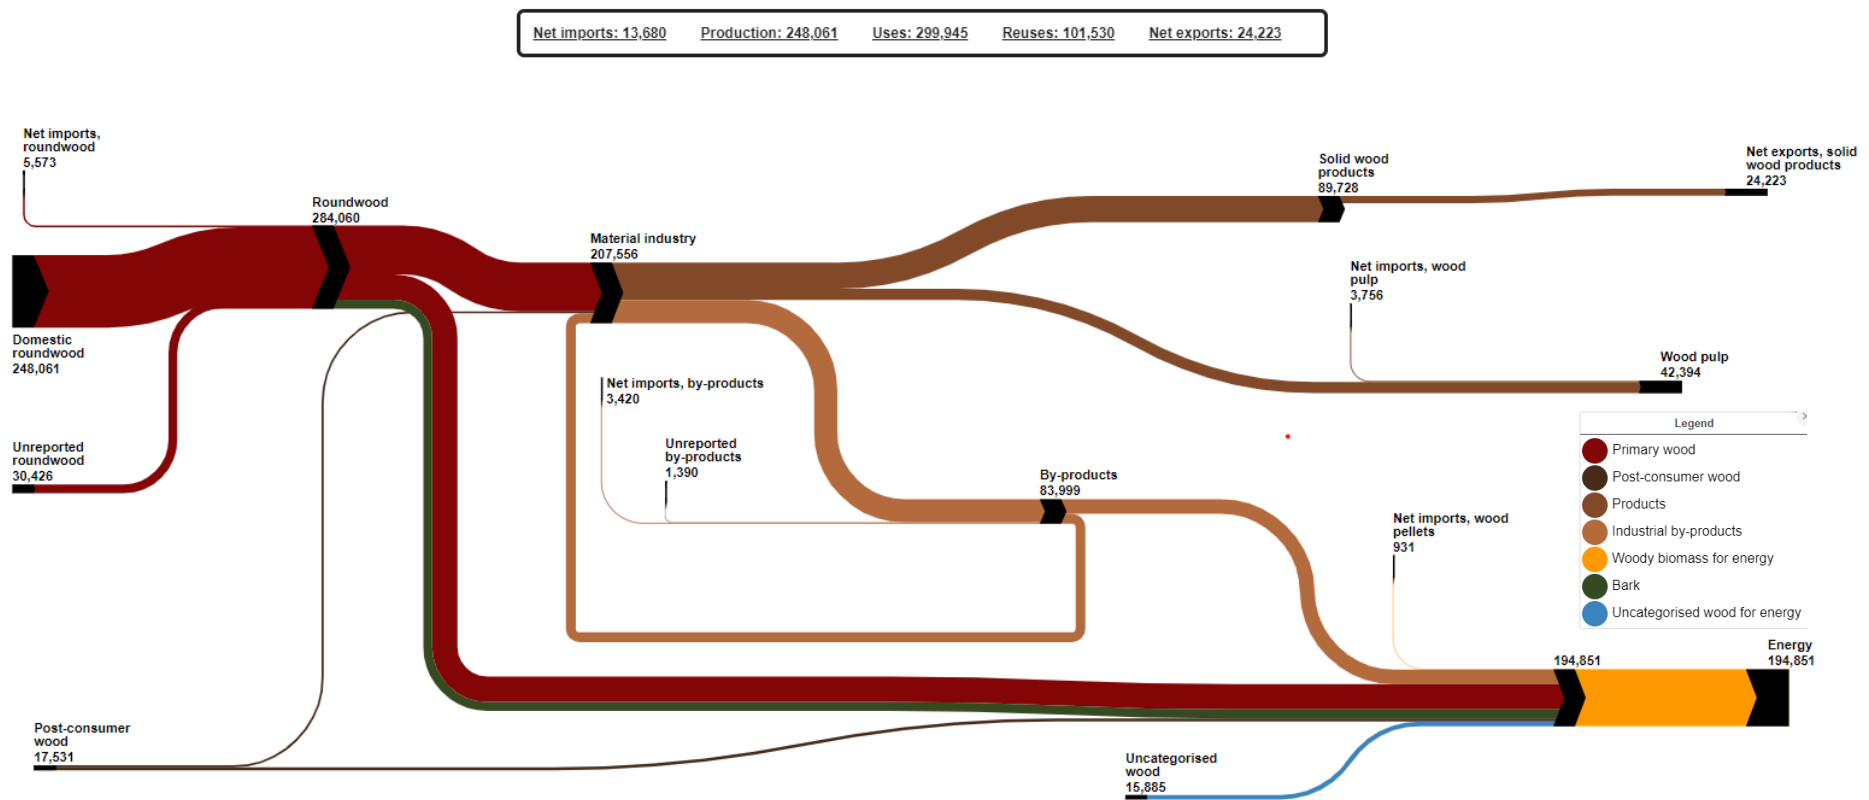 Net imports: 13,680 Production: 248,061 Uses: 299,945 Reuses: 101,530 Net exports: 24,223
Net imports,
roundwood
5,573
Roundwood
284,060
Material industry
207,556
Solid wood
products
89,728
Net exports, solid
wood products
24,223
Net imports, wood
pulp
3,756
Wood pulp
42,394
Domestic
roundwood
248,061
Unreported
roundwood
30,426
Net imports, by-products
3,420
Unreported
by-products
1,390
By-products
83,999
Net imports, wood
pellets
931
Legend
Primary wood
Post-consumer wood
Products
Industrial by-products
Woody biomass for energy
Bark
Uncategorised wood for energy
194,851
Energy
194,851
Post-consumer
wood
17,531
Uncategorised
wood
15,885